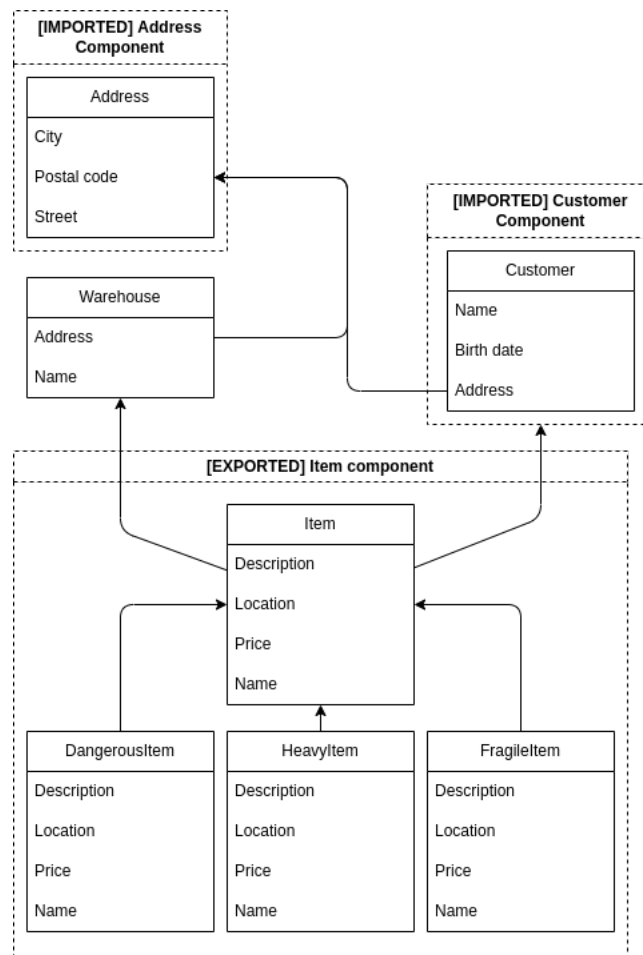 [IMPORTED] Address
Component
Address
City
Postal code
Street
[IMPORTED] Customer
Component
Customer
Name
Birth date
Address
Warehouse
Address
Name
[EXPORTED] Item component
Item
Description
Location
Price
Name
DangerousItem
Description
Location
Price
Name
HeavyItem
Description
Location
Price
Name
FragileItem
Description
Location
Price
Name